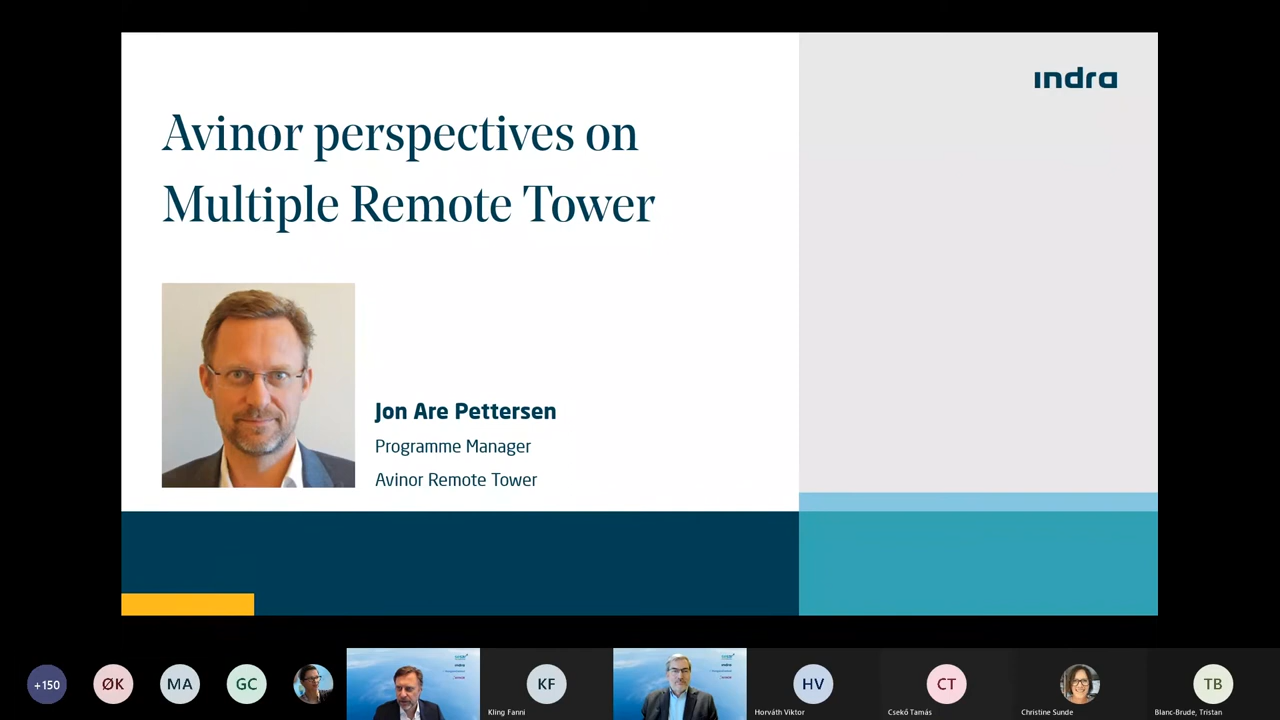 indra
Avinor perspectives on
Multiple Remote Tower
Jon Are Pettersen
Programme Manager
Avinor Remote Tower
+150
ØK
MA
GC
KF
Kling Fanni
HV
Horváth Viktor
CT
Csekő Tamás
Christine Sunde
TB
Blanc-Brude, Tristan